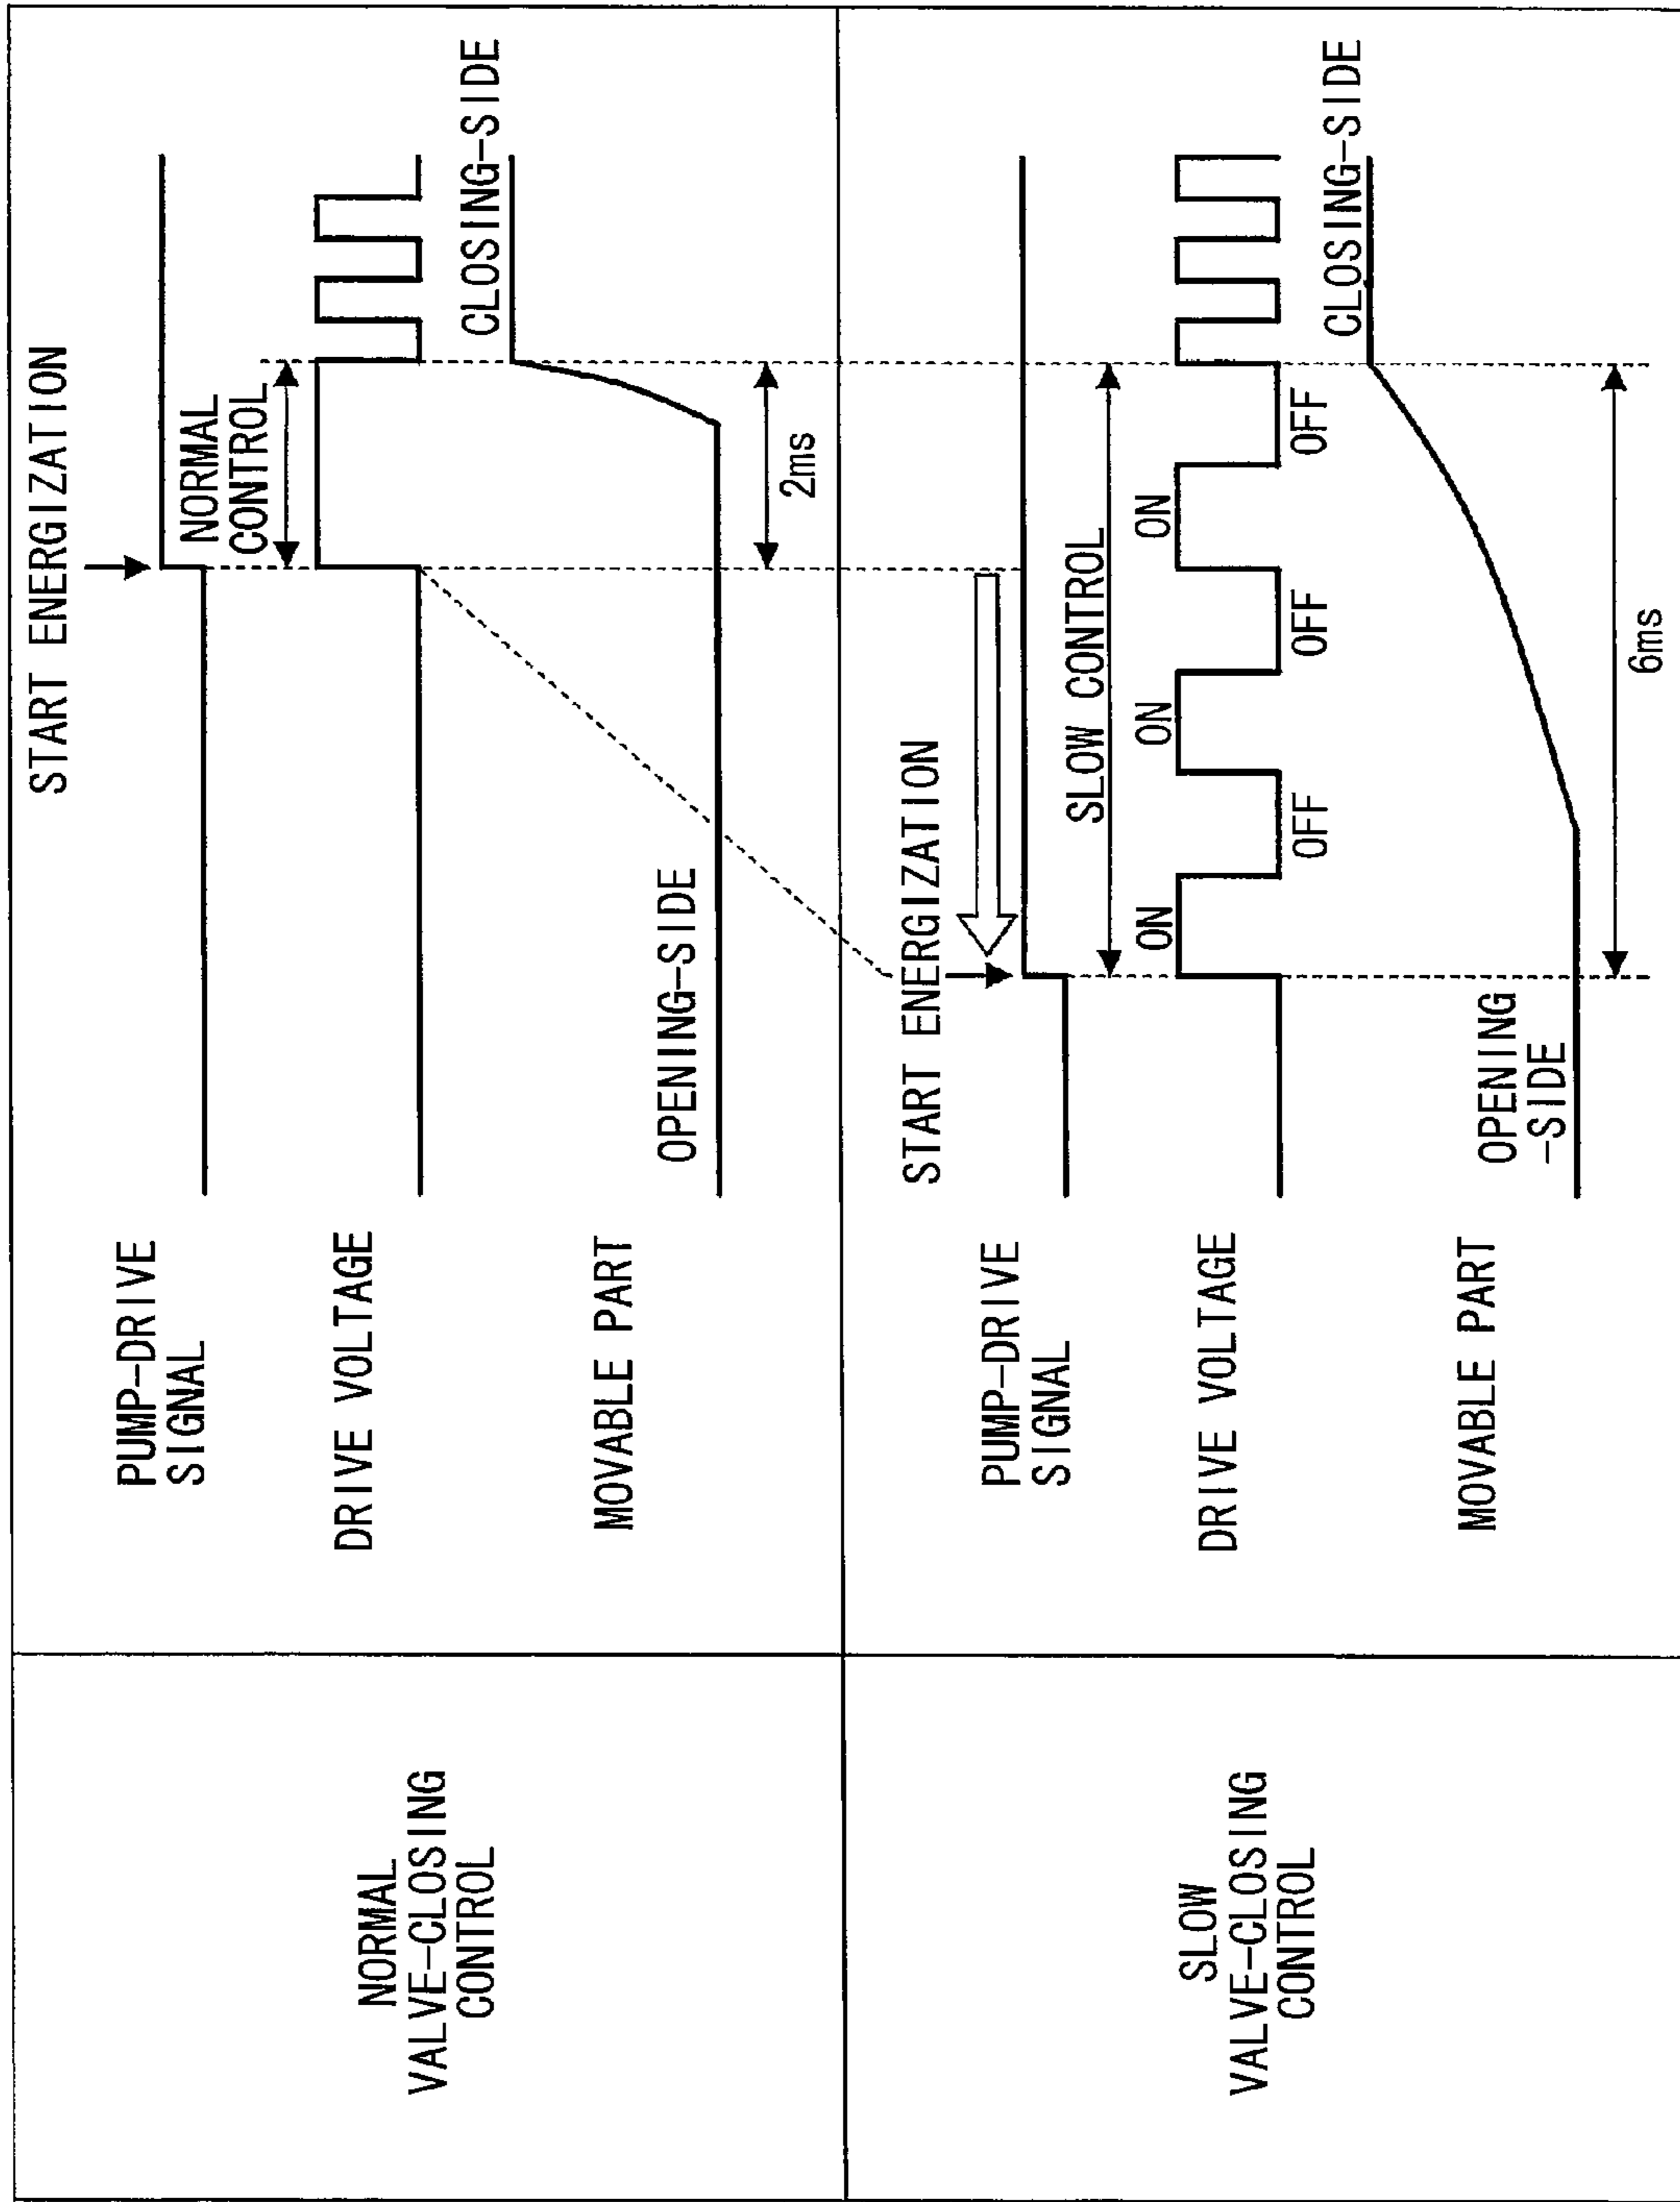 NORMAL
VALVE-CLOSING
CONTROL
PUMP-DRIVE
SIGNAL
DRIVE VOLTAGE
MOVABLE PART
START ENERGIZATION
NORMAL
CONTROL
CLOSING-SIDE
2ms
OPENING-SIDE
SLOW
VALVE-CLOSING
CONTROL
PUMP-DRIVE
SIGNAL
DRIVE VOLTAGE
MOVABLE PART
START ENERGIZATION
SLOW CONTROL
ON
OFF
ON
OFF
ON
OFF
CLOSING-SIDE
OPENING
-SIDE
6ms